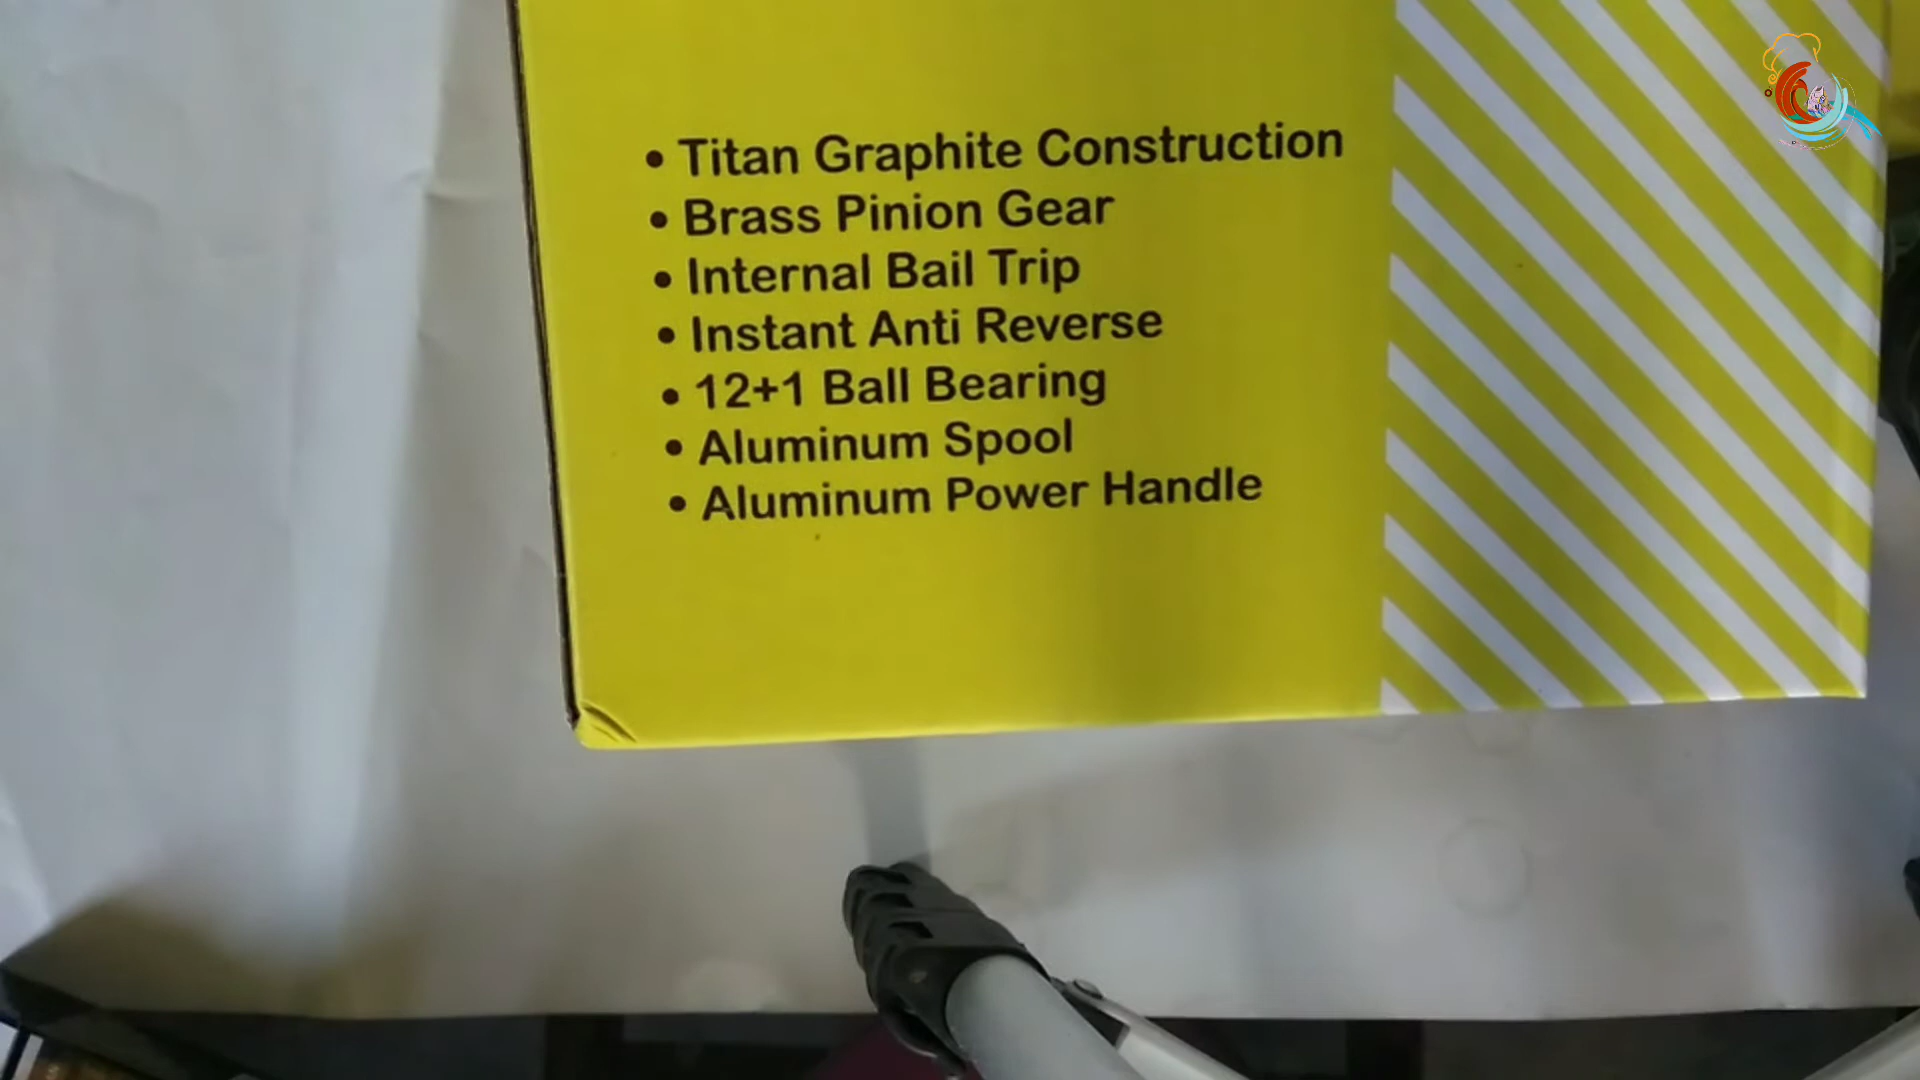 • Titan Graphite Construction
• Brass Pinion Gear
• Internal Bail Trip
• Instant Anti Reverse
• 12+1 Ball Bearing
• Aluminum Spool
• Aluminum Power Handle